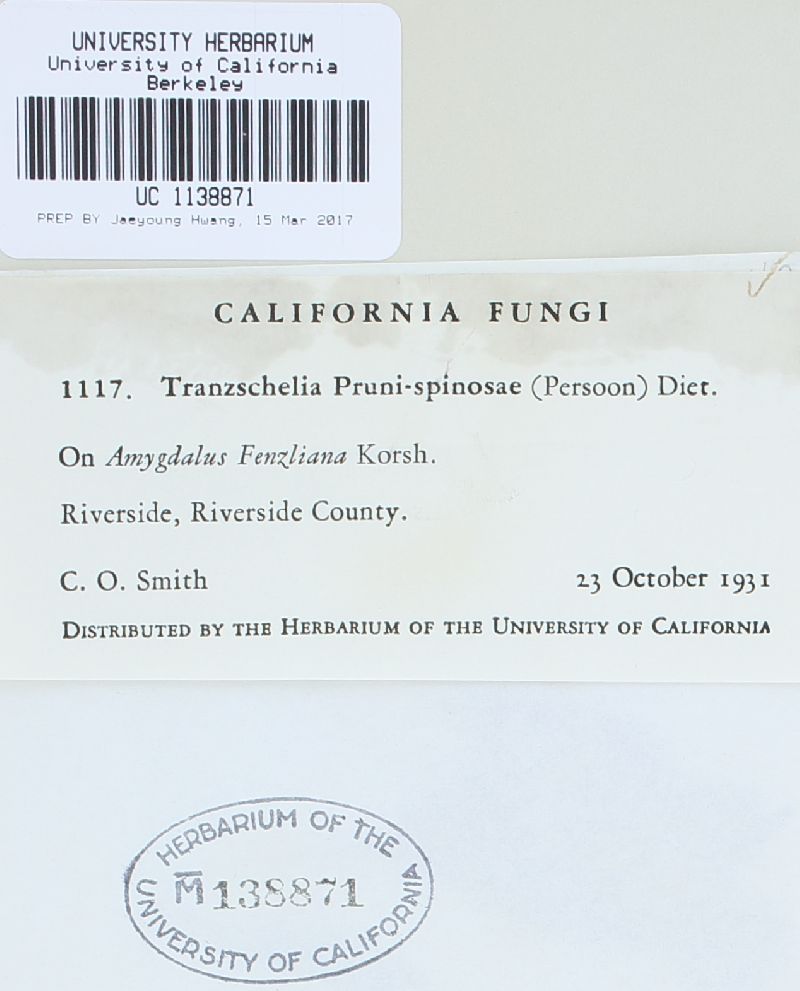 UNIVERSITY HERBARIUM
University of California
Berkeley
UC 1138871
PREP BY Jaeyoung Hwang, 15 Mar 2017
CALIFORNIA FUNGI
1117. Tranzschelia Pruni-spinosae (Persoon) Diet.
On Amygdalus Fenzliana Korsh.
Riverside, Riverside County.
C. O. Smith 23 October 1931
DISTRIBUTED BY THE HERBARIUM OF THE UNIVERSITY OF CALIFORNIA
HERBARIUM OF THE
M138871
UNIVERSITY OF CALIFORNIA